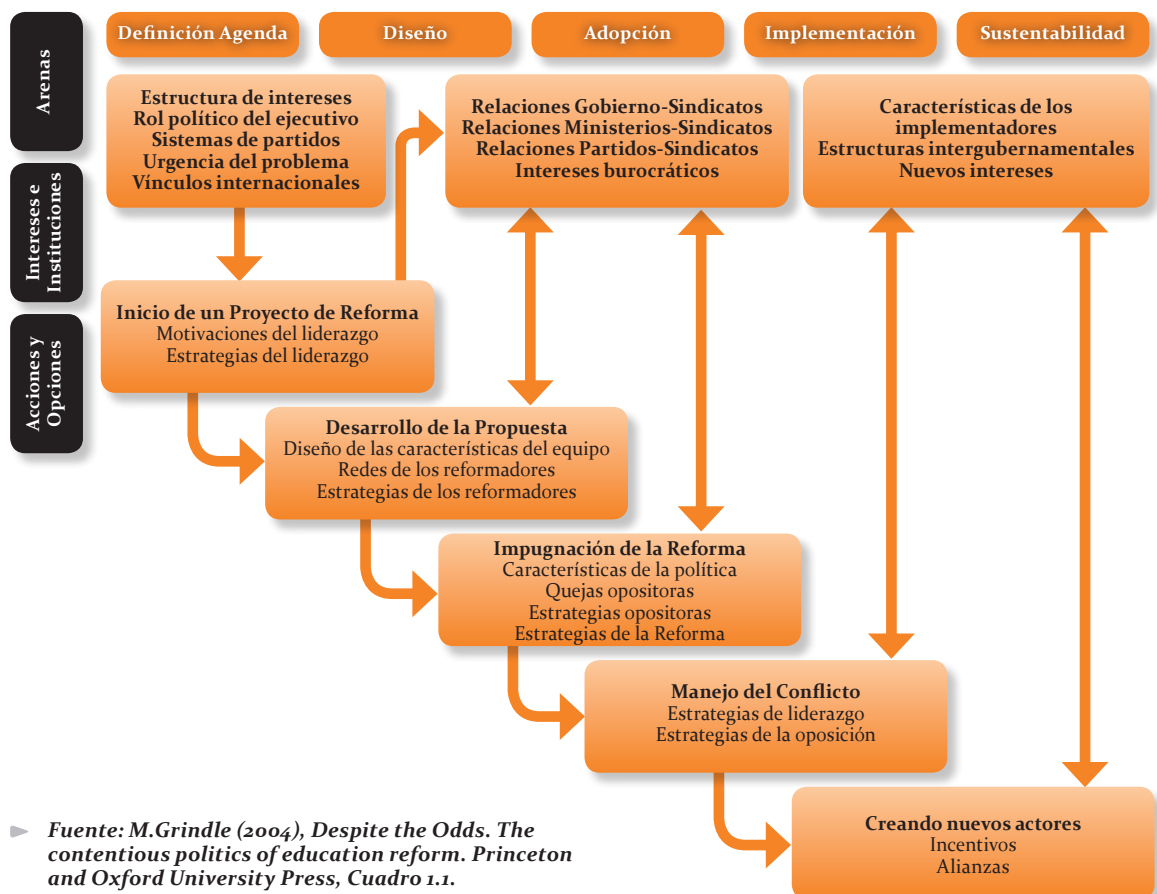 Arenas
Definición Agenda
Diseño
Adopción
Implementación
Sustentabilidad
Intereses e
Instituciones
Estructura de intereses
Rol político del ejecutivo
Sistemas de partidos
Urgencia del problema
Vínculos internacionales
Relaciones Gobierno-Sindicatos
Relaciones Ministerios-Sindicatos
Relaciones Partidos-Sindicatos
Intereses burocráticos
Características de los
implementadores
Estructuras intergubernamentales
Nuevos intereses
Acciones y
Opciones
Inicio de un Proyecto de Reforma
Motivaciones del liderazgo
Estrategias del liderazgo
Desarrollo de la Propuesta
Diseño de las características del equipo
Redes de los reformadores
Estrategias de los reformadores
Impugnación de la Reforma
Características de la política
Quejas opositoras
Estrategias opositoras
Estrategias de la Reforma
Manejo del Conflicto
Estrategias de liderazgo
Estrategias de la oposición
Creando nuevos actores
Incentivos
Alianzas
Fuente: M.Grindle (2004), Despite the Odds. The
contentious politics of education reform. Princeton
and Oxford University Press, Cuadro 1.1.